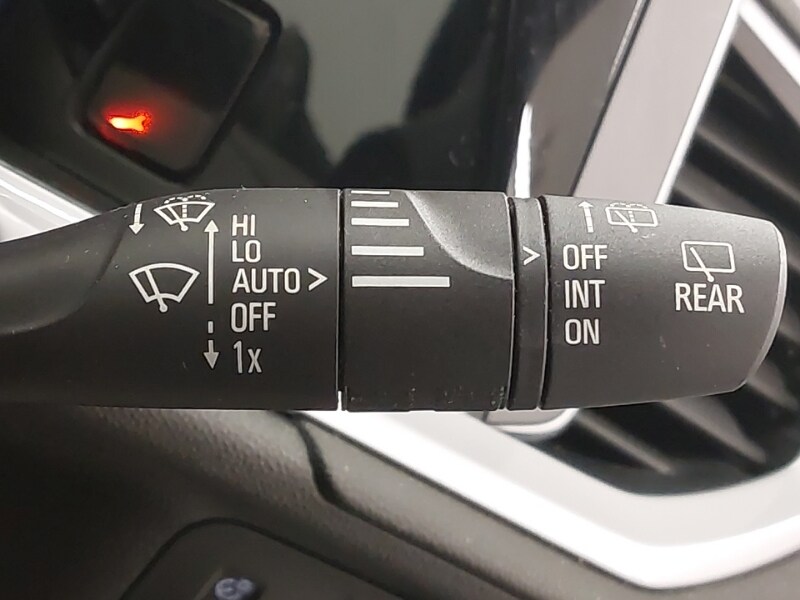 HI
LO
AUTO >
OFF
1x
>
OFF
INT
ON
REAR